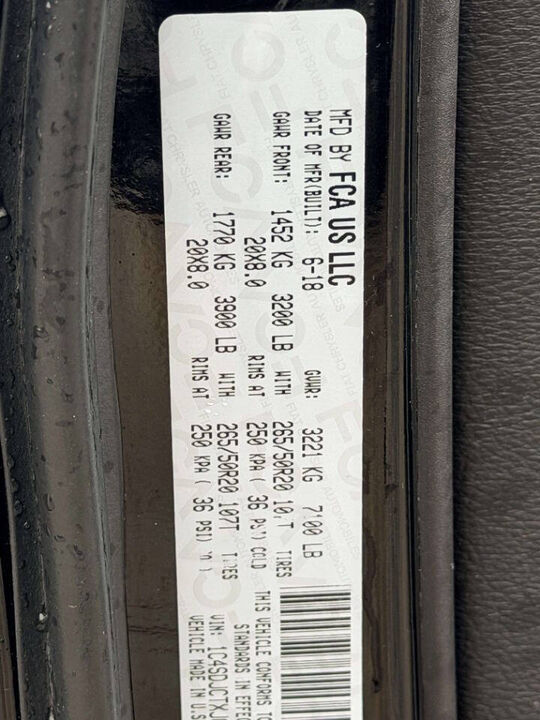 MFD BY FCA US LLC
DATE OF MFR(BUILT): 6-18 GVWR: 3221 KG 7100 LB
GAWR FRONT: 1452 KG 3200 LB WITH 265/50R20 TIRES
20X8.0 RIMS AT 250 KPA ( 36 PSI) COLD
GAWR REAR: 1770 KG 3900 LB WITH 265/50R20 107T TIRES
20X8.0 RIMS AT 250 KPA ( 36 PSI)
THIS VEHICLE CONFORMS TO
STANDARDS IN EFFE
VIN: 1C4SDJCTXJ
VEHICLE MADE IN U.S